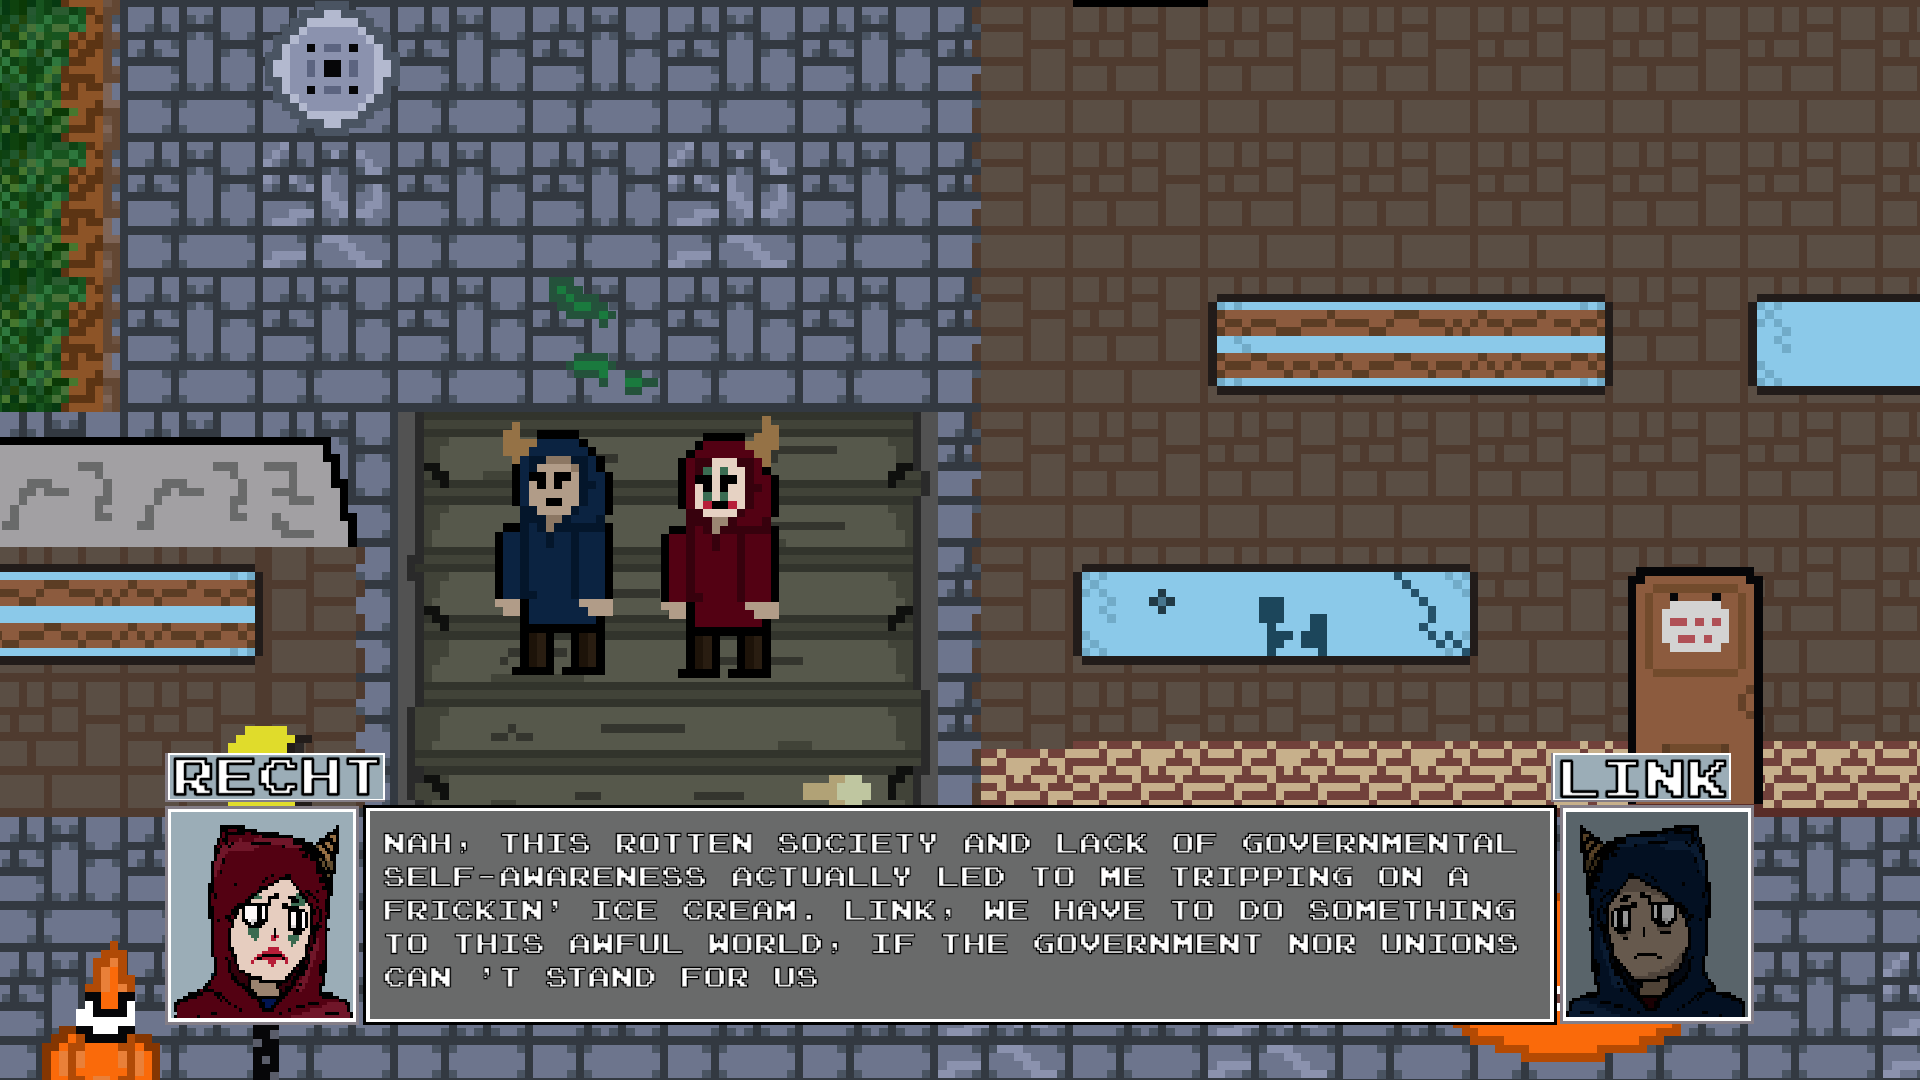 RECHT
LINK
NAH, THIS ROTTEN SOCIETY AND LACK OF GOVERNMENTAL
SELF-AWARENESS ACTUALLY LED TO ME TRIPPING ON A
FRICKIN' ICE CREAM. LINK, WE HAVE TO DO SOMETHING
TO THIS AWFUL WORLD, IF THE GOVERNMENT NOR UNIONS
CAN 'T STAND FOR US